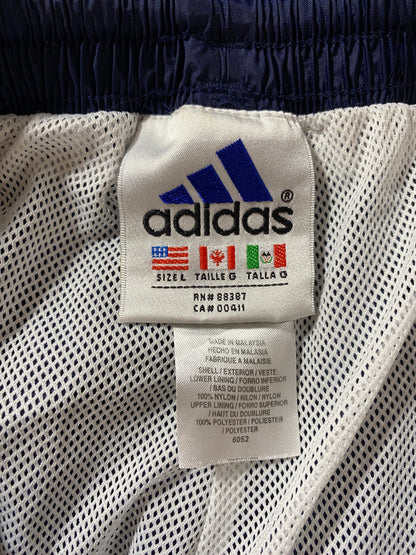 adidas®
SIZE L TAILLE G TALLA G
RN# 88387
CA# 00411
MADE IN MALAYSIA
HECHO EN MALASIA
FABRIQUE A MALAISIE
SHELL / EXTERIOR / VESTE:
LOWER LINING / FORRO INFERIOR
/ BAS DU DOUBLURE
100% NYLON / NILON / NYLON
UPPER LINING / FORRO SUPERIOR
/ HAUT DU DOUBLURE
100% POLYESTER / POLIESTER
/ POLYESTER
6052